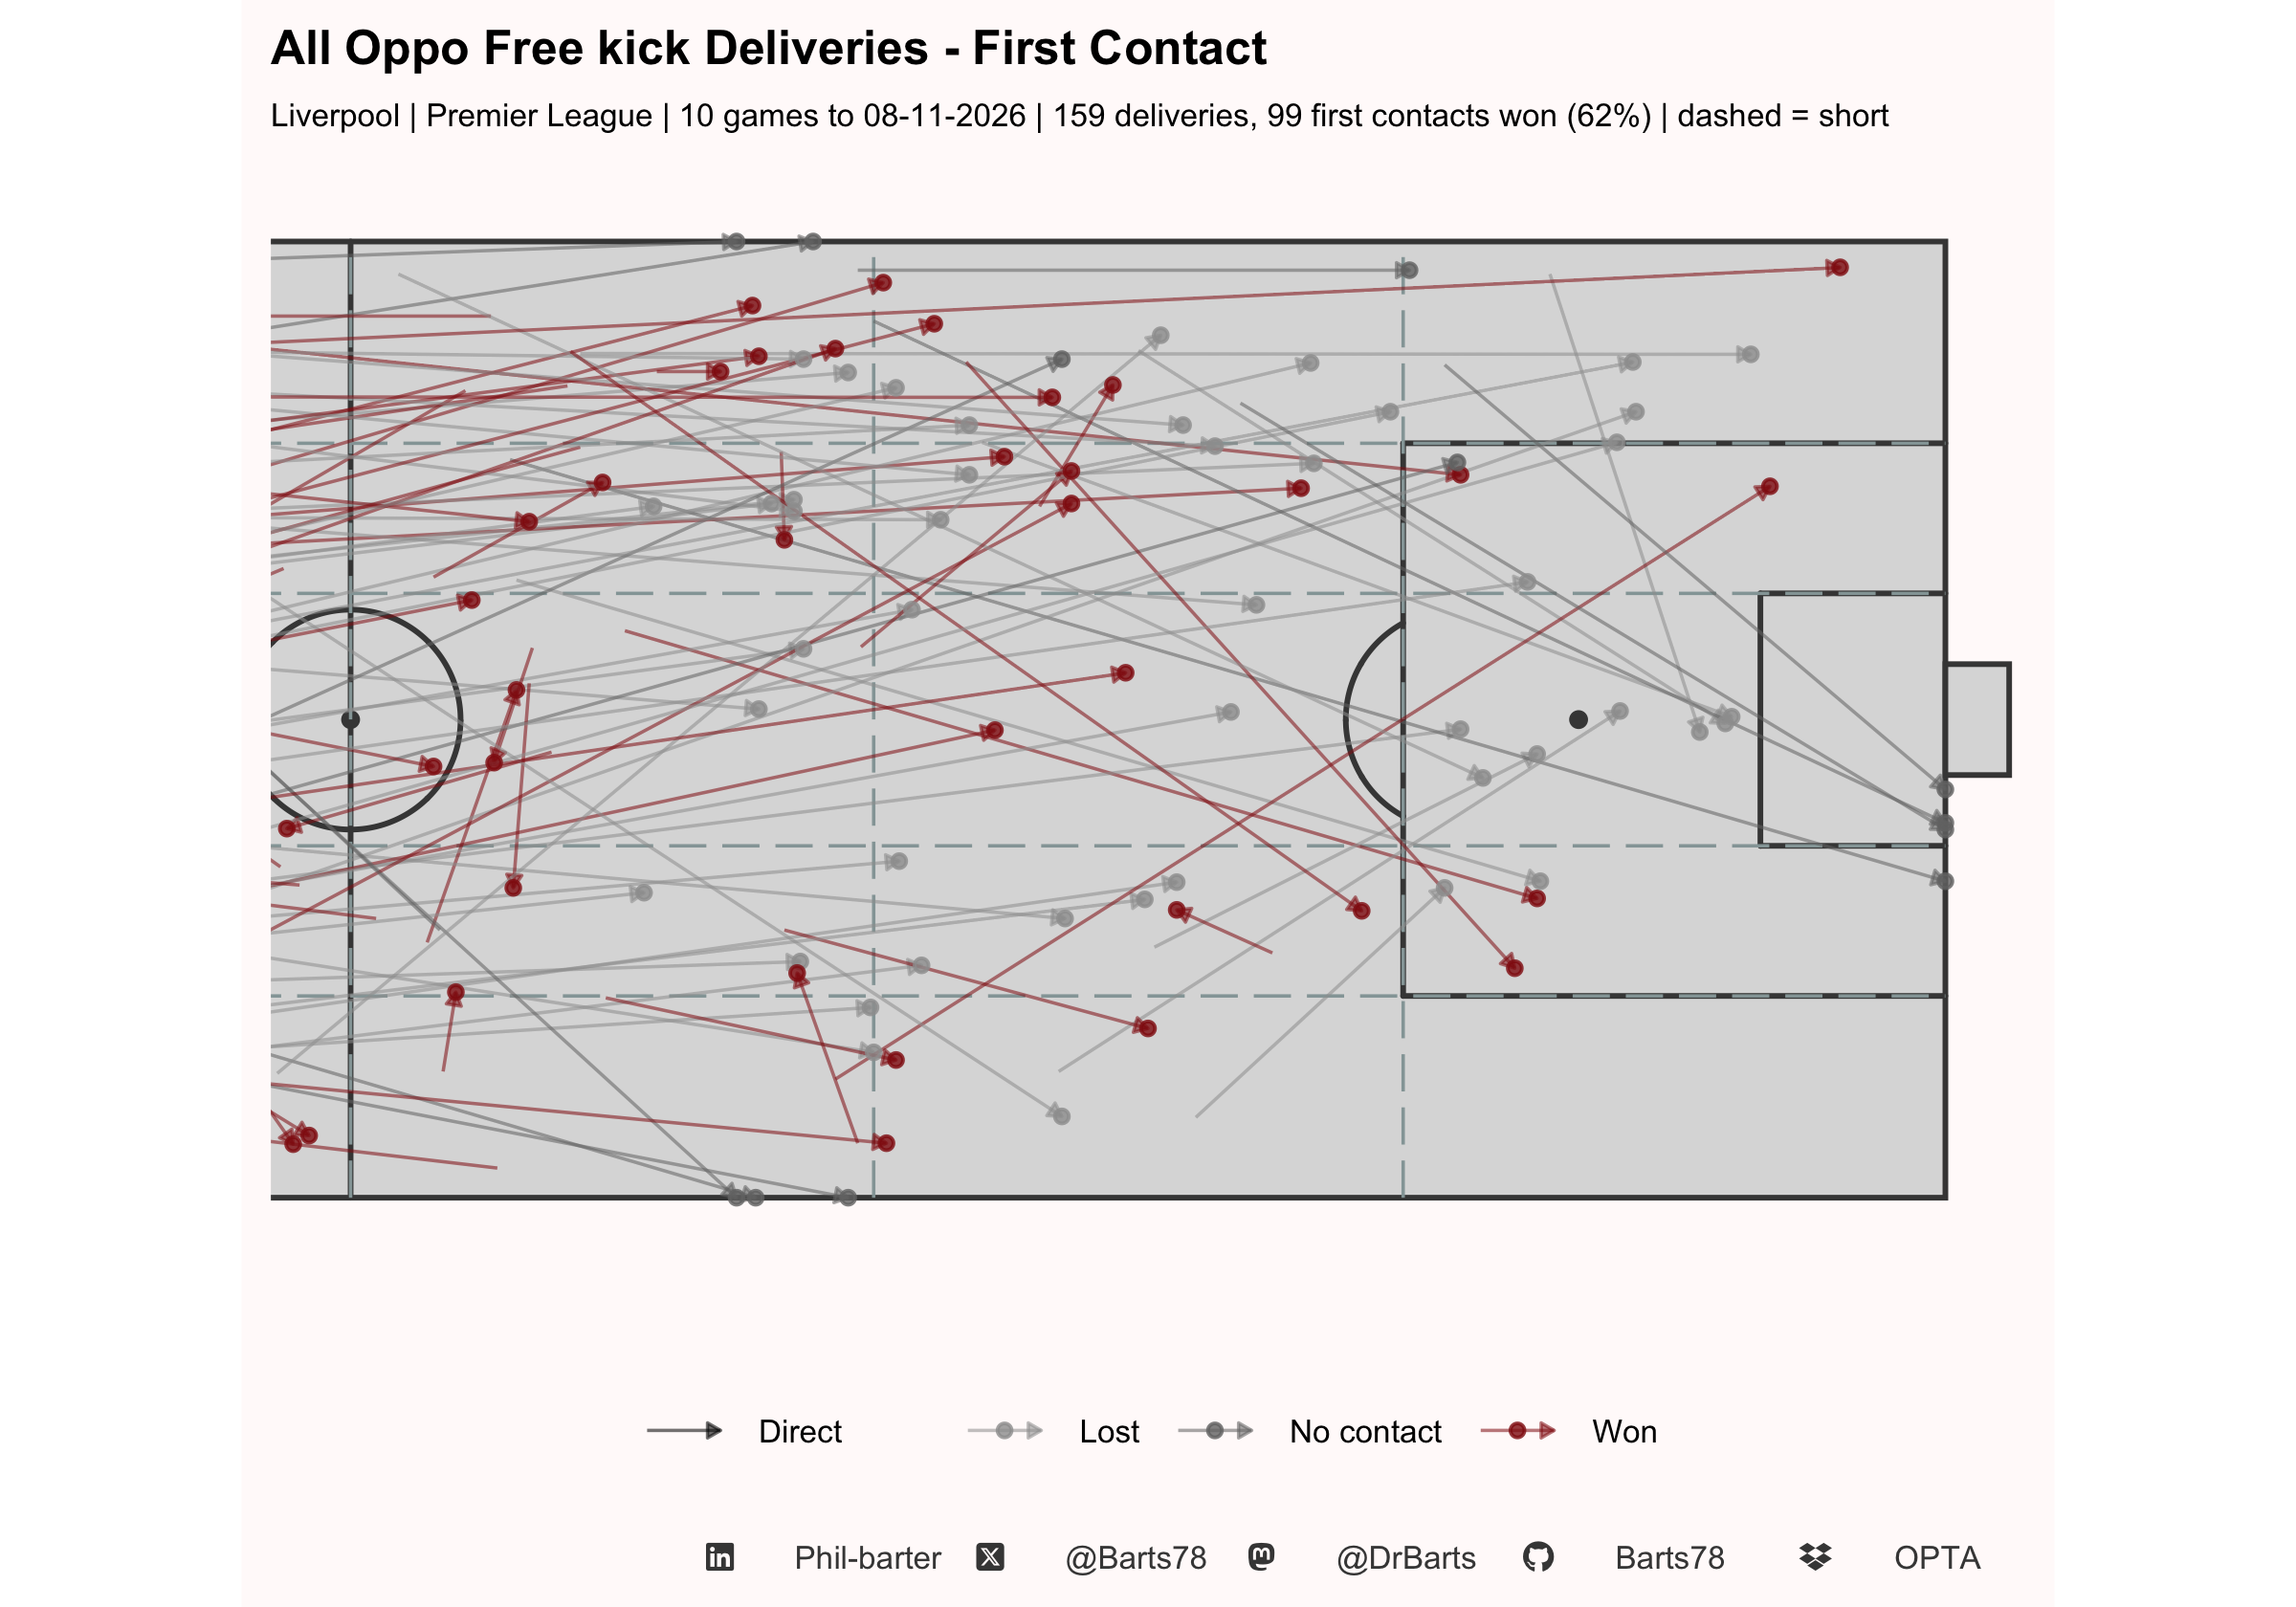 All Oppo Free kick Deliveries - First Contact
Liverpool | Premier League | 10 games to 08-11-2026 | 159 deliveries, 99 first contacts won (62%) | dashed = short
Direct Lost No contact Won
Phil-barter @Barts78 @DrBarts Barts78 OPTA